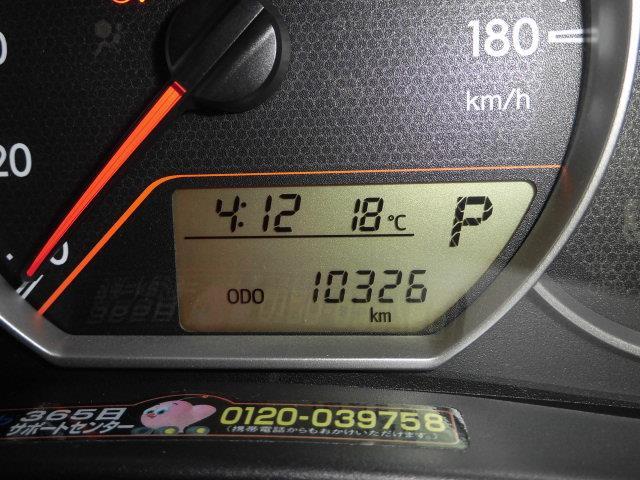 180
km/h
20
0
4:12 18℃ P
ODO 10326
km
365日
サポートセンター
0120-039758
(携帯電話からもおかけいただけます。)